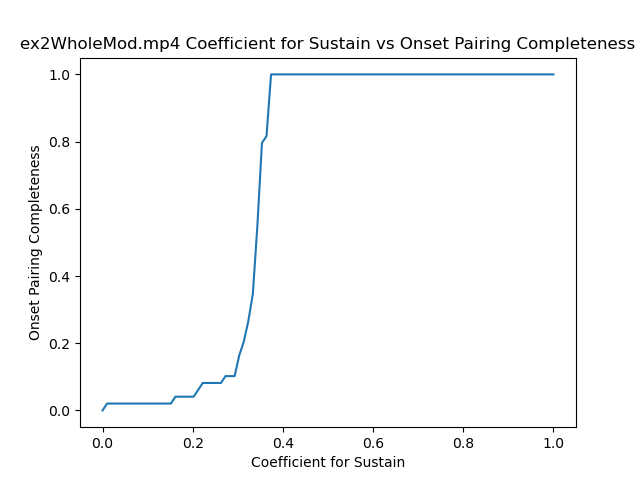 ex2WholeMod.mp4 Coefficient for Sustain vs Onset Pairing Completeness
1.0
0.8
0.6
0.4
0.2
0.0
Onset Pairing Completeness
0.0 0.2 0.4 0.6 0.8 1.0
Coefficient for Sustain